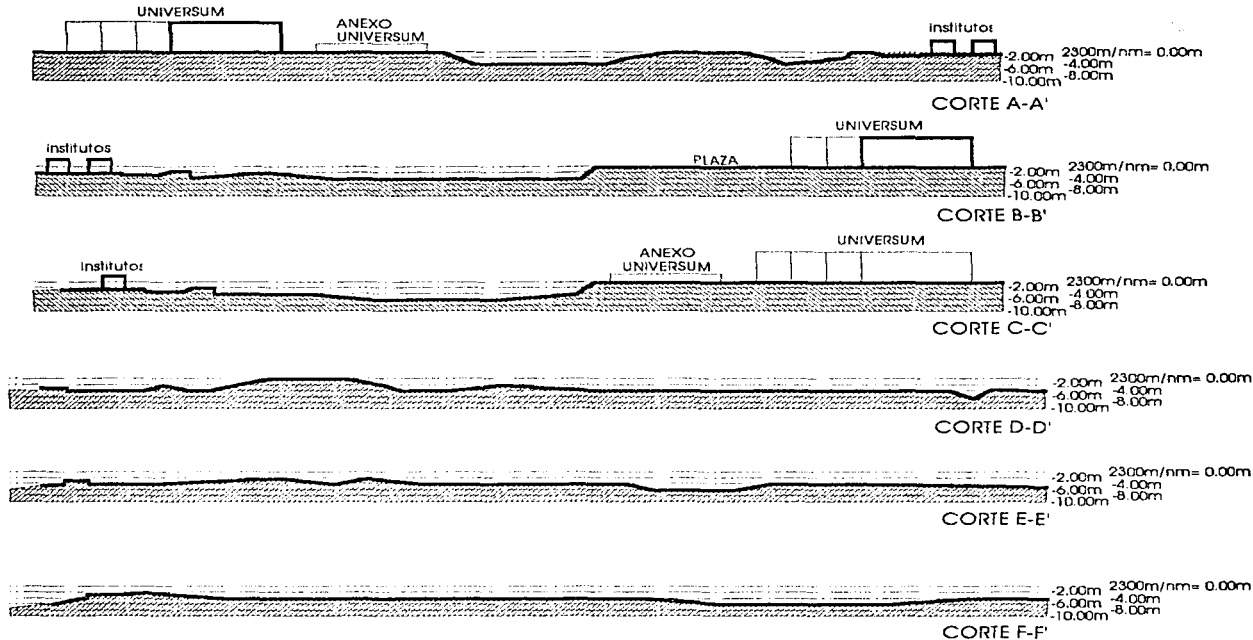 UNIVERSUM
ANEXO
UNIVERSUM
Institutos
2300m/nm= 0.00m
-2.00m
-4.00m
-6.00m
-8.00m
-10.00m
CORTE A-A'
Institutos
PLAZA
UNIVERSUM
2300m/nm= 0.00m
-2.00m
-4.00m
-6.00m
-8.00m
-10.00m
CORTE B-B'
Institutos
ANEXO
UNIVERSUM
UNIVERSUM
2300m/nm= 0.00m
-2.00m
-4.00m
-6.00m
-8.00m
-10.00m
CORTE C-C'
2300m/nm= 0.00m
-2.00m
-4.00m
-6.00m
-8.00m
-10.00m
CORTE D-D'
2300m/nm= 0.00m
-2.00m
-4.00m
-6.00m
-8.00m
-10.00m
CORTE E-E'
2300m/nm= 0.00m
-2.00m
-4.00m
-6.00m
-8.00m
-10.00m
CORTE F-F'